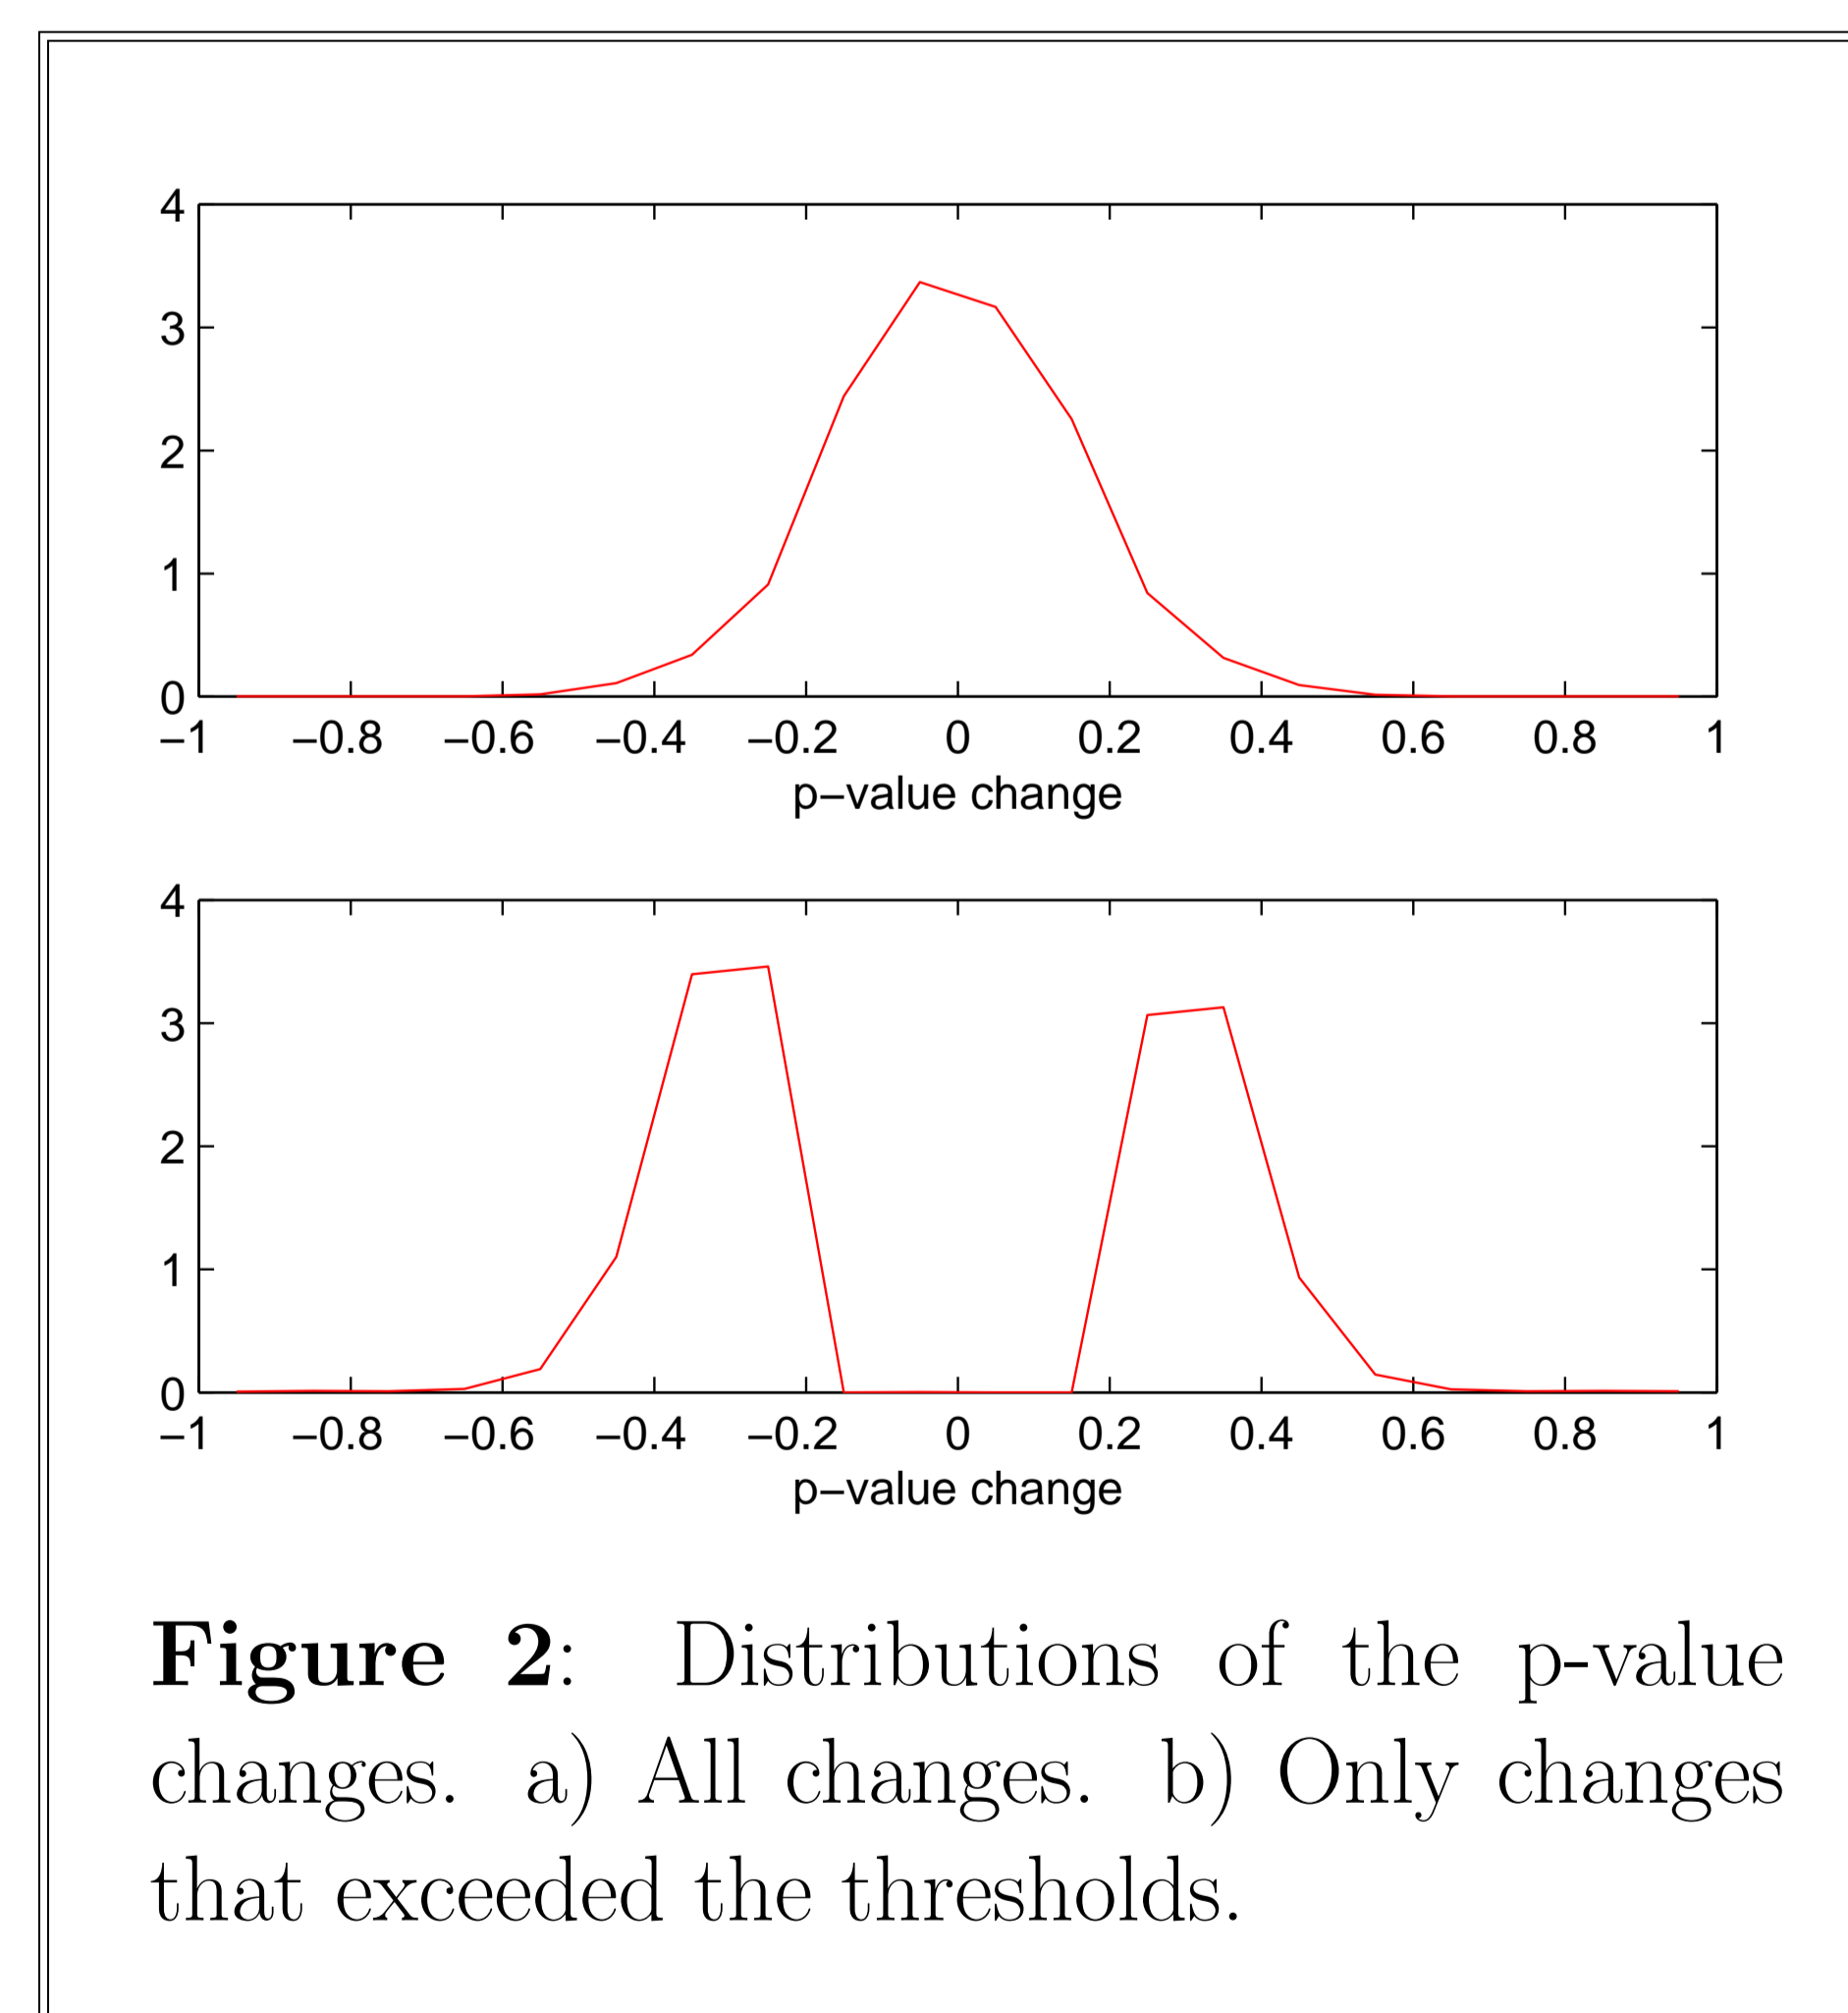 4
3
2
1
0
−1 −0.8 −0.6 −0.4 −0.2 0 0.2 0.4 0.6 0.8 1
p−value change
4
3
2
1
0
−1 −0.8 −0.6 −0.4 −0.2 0 0.2 0.4 0.6 0.8 1
p−value change
Figure 2: Distributions of the p-value
changes. a) All changes. b) Only changes
that exceeded the thresholds.